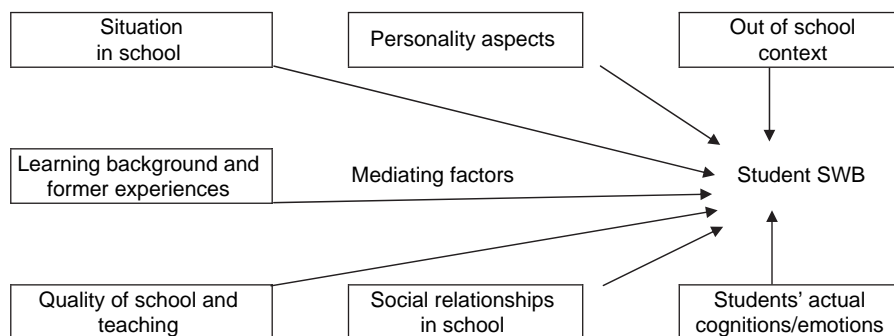 Situation
in school
Personality aspects
Out of school
context
Learning background and
former experiences
Mediating factors
Student SWB
Quality of school and
teaching
Social relationships
in school
Students’ actual
cognitions/emotions